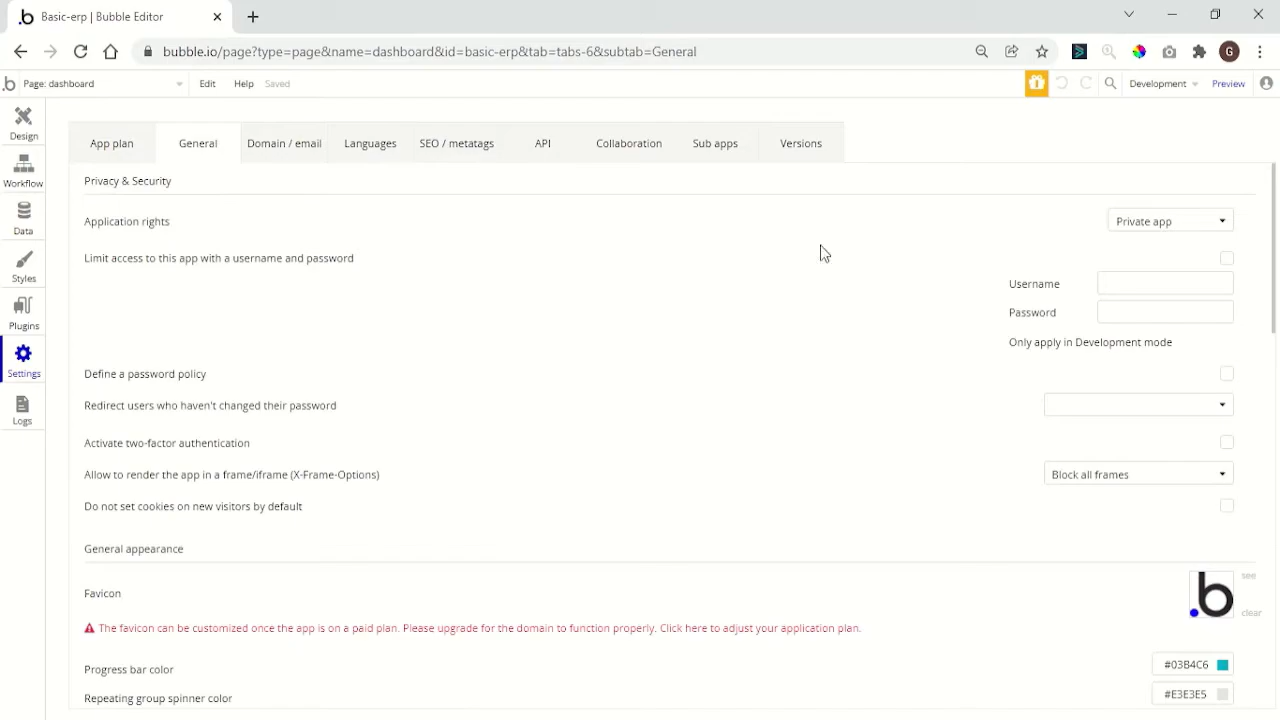 Basic-erp | Bubble Editor
bubble.io/page?type=page&name=dashboard&id=basic-erp&tab=tabs-6&subtab=General
G
Page: dashboard
Edit
Help
Saved
Development
Preview
Design
Workflow
Data
Styles
Plugins
Settings
Logs
App plan
General
Domain / email
Languages
SEO / metatags
API
Collaboration
Sub apps
Versions
Privacy & Security
Application rights
Private app
Limit access to this app with a username and password
Username
Password
Only apply in Development mode
Define a password policy
Redirect users who haven't changed their password
Activate two-factor authentication
Allow to render the app in a frame/iframe (X-Frame-Options)
Block all frames
Do not set cookies on new visitors by default
General appearance
Favicon
.b
see
clear
The favicon can be customized once the app is on a paid plan. Please upgrade for the domain to function properly. Click here to adjust your application plan.
Progress bar color
#03B4C6
Repeating group spinner color
#E3E3E5